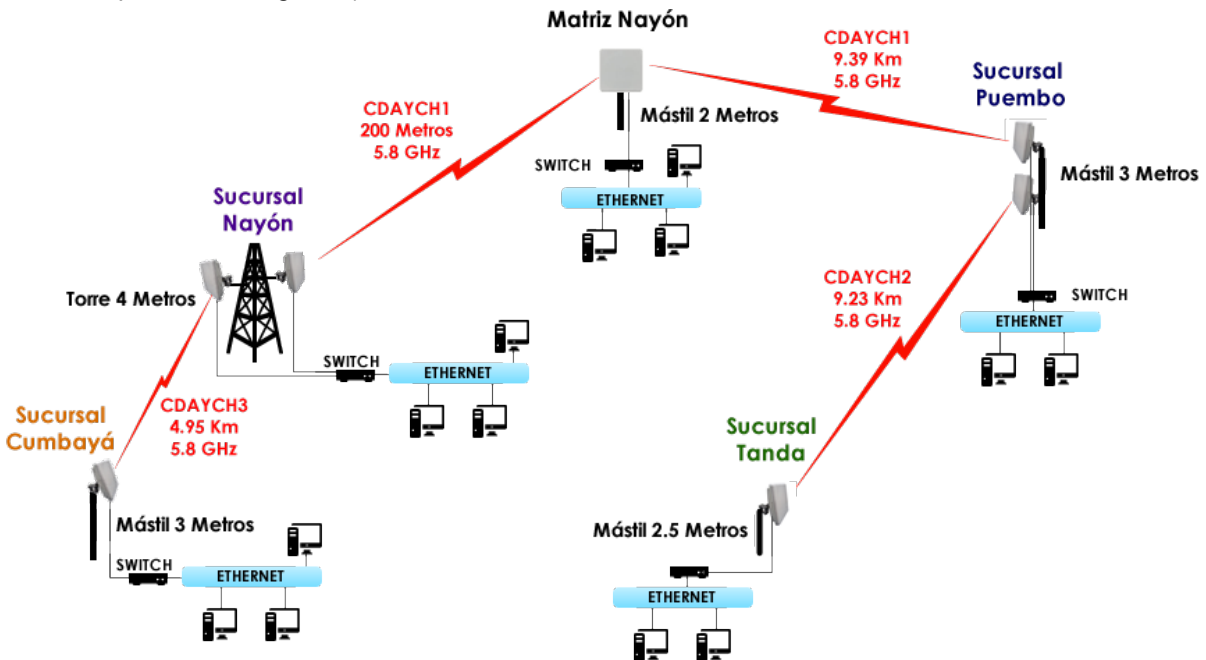 Matriz Nayón
CDAYCH1
9.39 Km
5.8 GHz
Sucursal
Puembo
CDAYCH1
200 Metros
5.8 GHz
Mástil 2 Metros
SWITCH
ETHERNET
Mástil 3 Metros
Sucursal
Nayón
Torre 4 Metros
CDAYCH2
9.23 Km
5.8 GHz
SWITCH
ETHERNET
SWITCH
ETHERNET
Sucursal
Cumbayá
CDAYCH3
4.95 Km
5.8 GHz
Sucursal
Tanda
Mástil 3 Metros
Mástil 2.5 Metros
SWITCH
ETHERNET
ETHERNET